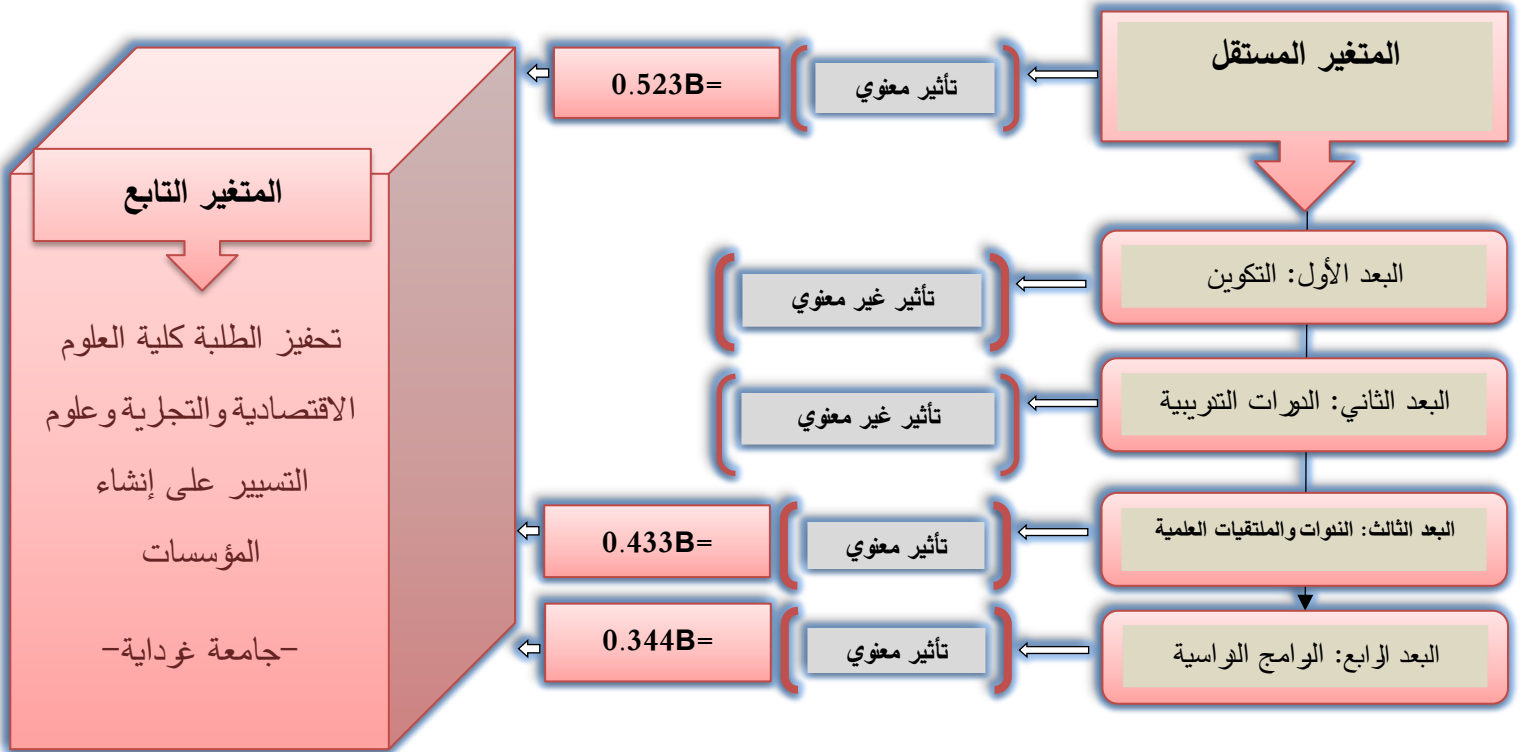 المتغير المستقل
تأثير معنوي
0.523B=
المتغير التابع
تحفيز الطلبة كلية العلوم
الاقتصادية والتجارية وعلوم
التسيير على إنشاء
المؤسسات
–جامعة غرداية–
البعد الأول: التكوين
تأثير غير معنوي
البعد الثاني: الدورات التدريبية
تأثير غير معنوي
البعد الثالث: الندوات والملتقيات العلمية
تأثير معنوي
0.433B=
البعد الرابع: البرامج الدراسية
تأثير معنوي
0.344B=